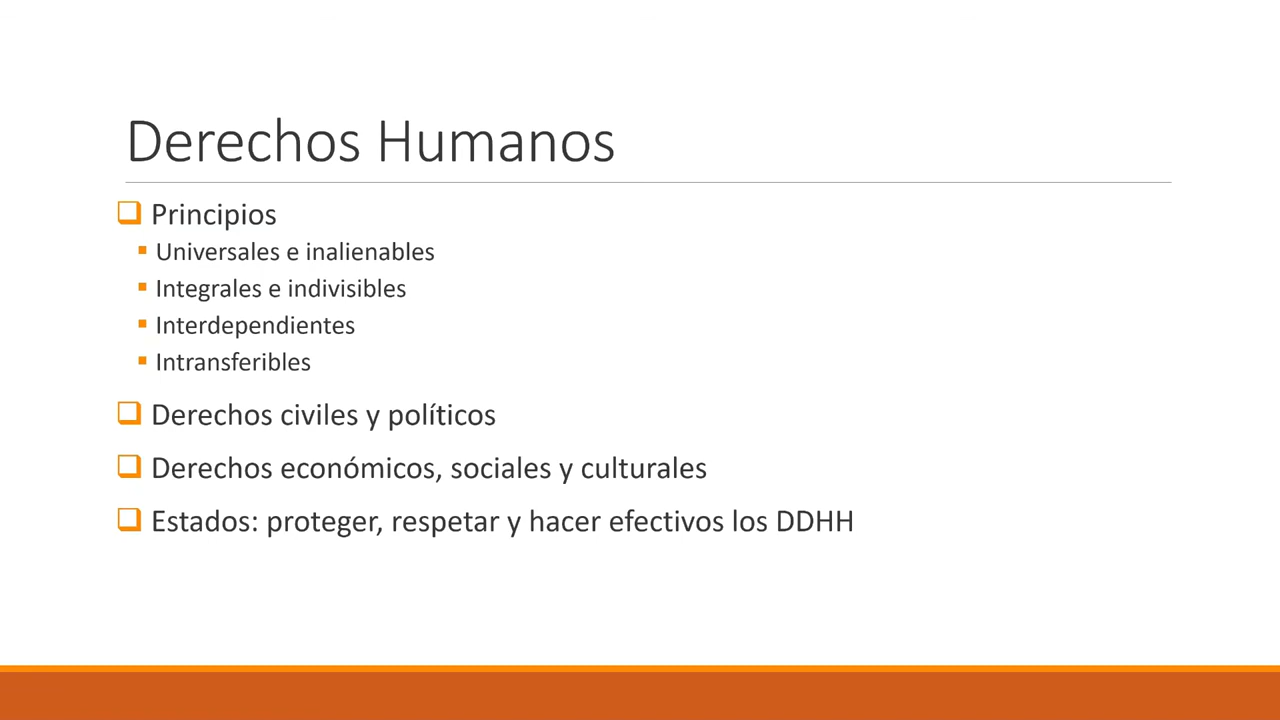 Derechos Humanos
Principios
Universales e inalienables
Integrales e indivisibles
Interdependientes
Intransferibles
Derechos civiles y políticos
Derechos económicos, sociales y culturales
Estados: proteger, respetar y hacer efectivos los DDHH